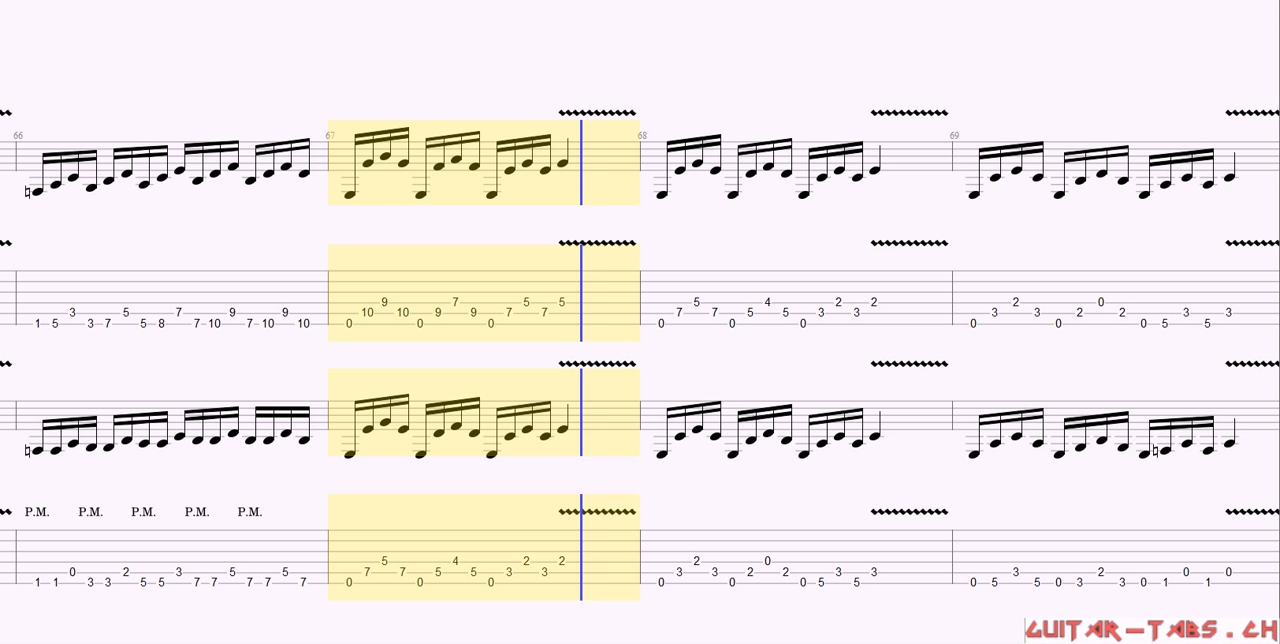 66 67 68 69
9 7 5 5 5 4 2 2 2 0
3 5 7 9 9 10 10 9 9 7 7 7 7 5 5 3 3 3 3 2 2 3 3
1 5 3 7 5 8 7 10 7 10 10 0 0 0 0 0 0 0 0 0 5 5
P.M. P.M. P.M. P.M. P.M.
5 4 2 2 2 0
0 2 3 5 5 7 7 5 5 3 3 3 3 2 2 3 3 2 0 0
1 1 3 3 5 5 7 7 7 7 7 0 0 0 0 0 0 5 5 0 5 5 0 3 3 0 1 1
GUITAR-TABS.CH